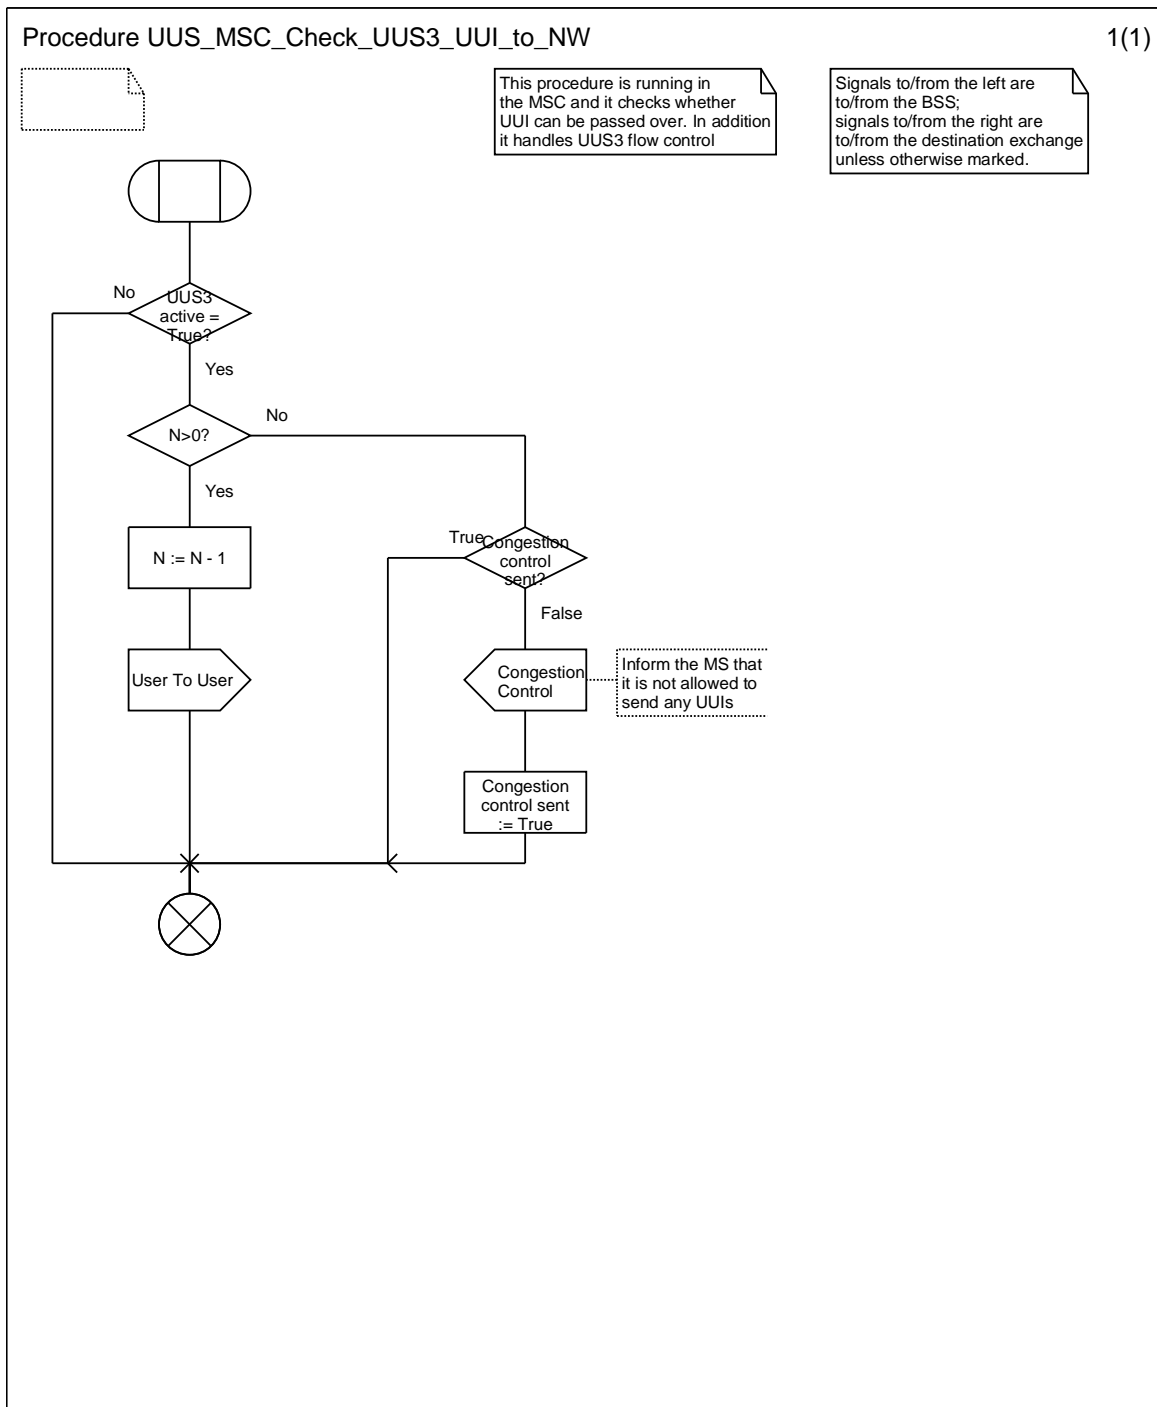 Procedure UUS_MSC_Check_UUS3_UUI_to_NW
1(1)
This procedure is running in
the MSC and it checks whether
UUI can be passed over. In addition
it handles UUS3 flow control
Signals to/from the left are
to/from the BSS;
signals to/from the right are
to/from the destination exchange
unless otherwise marked.
No
UUS3
active =
True?
Yes
No
N>0?
Yes
N := N - 1
True
Congestion
control
sent?
False
User To User
Congestion
Control
Inform the MS that
it is not allowed to
send any UUIs
Congestion
control sent
:= True